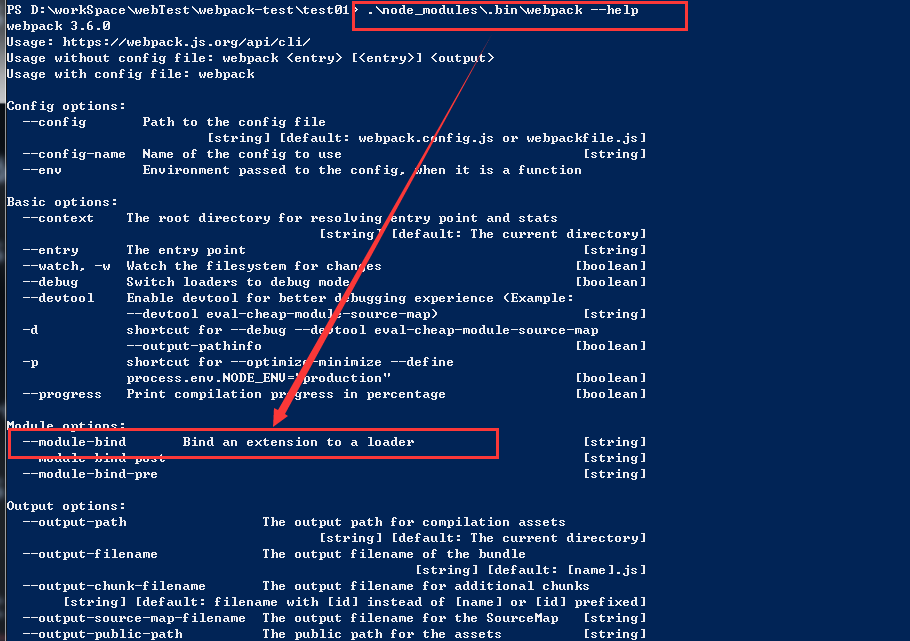 PS D:\workSpace\webTest\webpack-test\test01> .\node_modules\.bin\webpack --help
webpack 3.6.0
Usage: https://webpack.js.org/api/cli/
Usage without config file: webpack <entry> [<entry>] <output>
Usage with config file: webpack
Config options:
--config Path to the config file
[string] [default: webpack.config.js or webpackfile.js]
--config-name Name of the config to use [string]
--env Environment passed to the config, when it is a function
Basic options:
--context The root directory for resolving entry point and stats
[string] [default: The current directory]
--entry The entry point [string]
--watch, -w Watch the filesystem for changes [boolean]
--debug Switch loaders to debug mode [boolean]
--devtool Enable devtool for better debugging experience (Example:
--devtool eval-cheap-module-source-map) [string]
-d shortcut for --debug --devtool eval-cheap-module-source-map
--output-pathinfo [boolean]
-p shortcut for --optimize-minimize --define
process.env.NODE_ENV="production" [boolean]
--progress Print compilation progress in percentage [boolean]
Module options:
--module-bind Bind an extension to a loader [string]
--module-bind-post [string]
--module-bind-pre [string]
Output options:
--output-path The output path for compilation assets
[string] [default: The current directory]
--output-filename The output filename of the bundle
[string] [default: [name].js]
--output-chunk-filename The output filename for additional chunks
[string] [default: filename with [id] instead of [name] or [id] prefixed]
--output-source-map-filename The output filename for the SourceMap [string]
--output-public-path The public path for the assets [string]